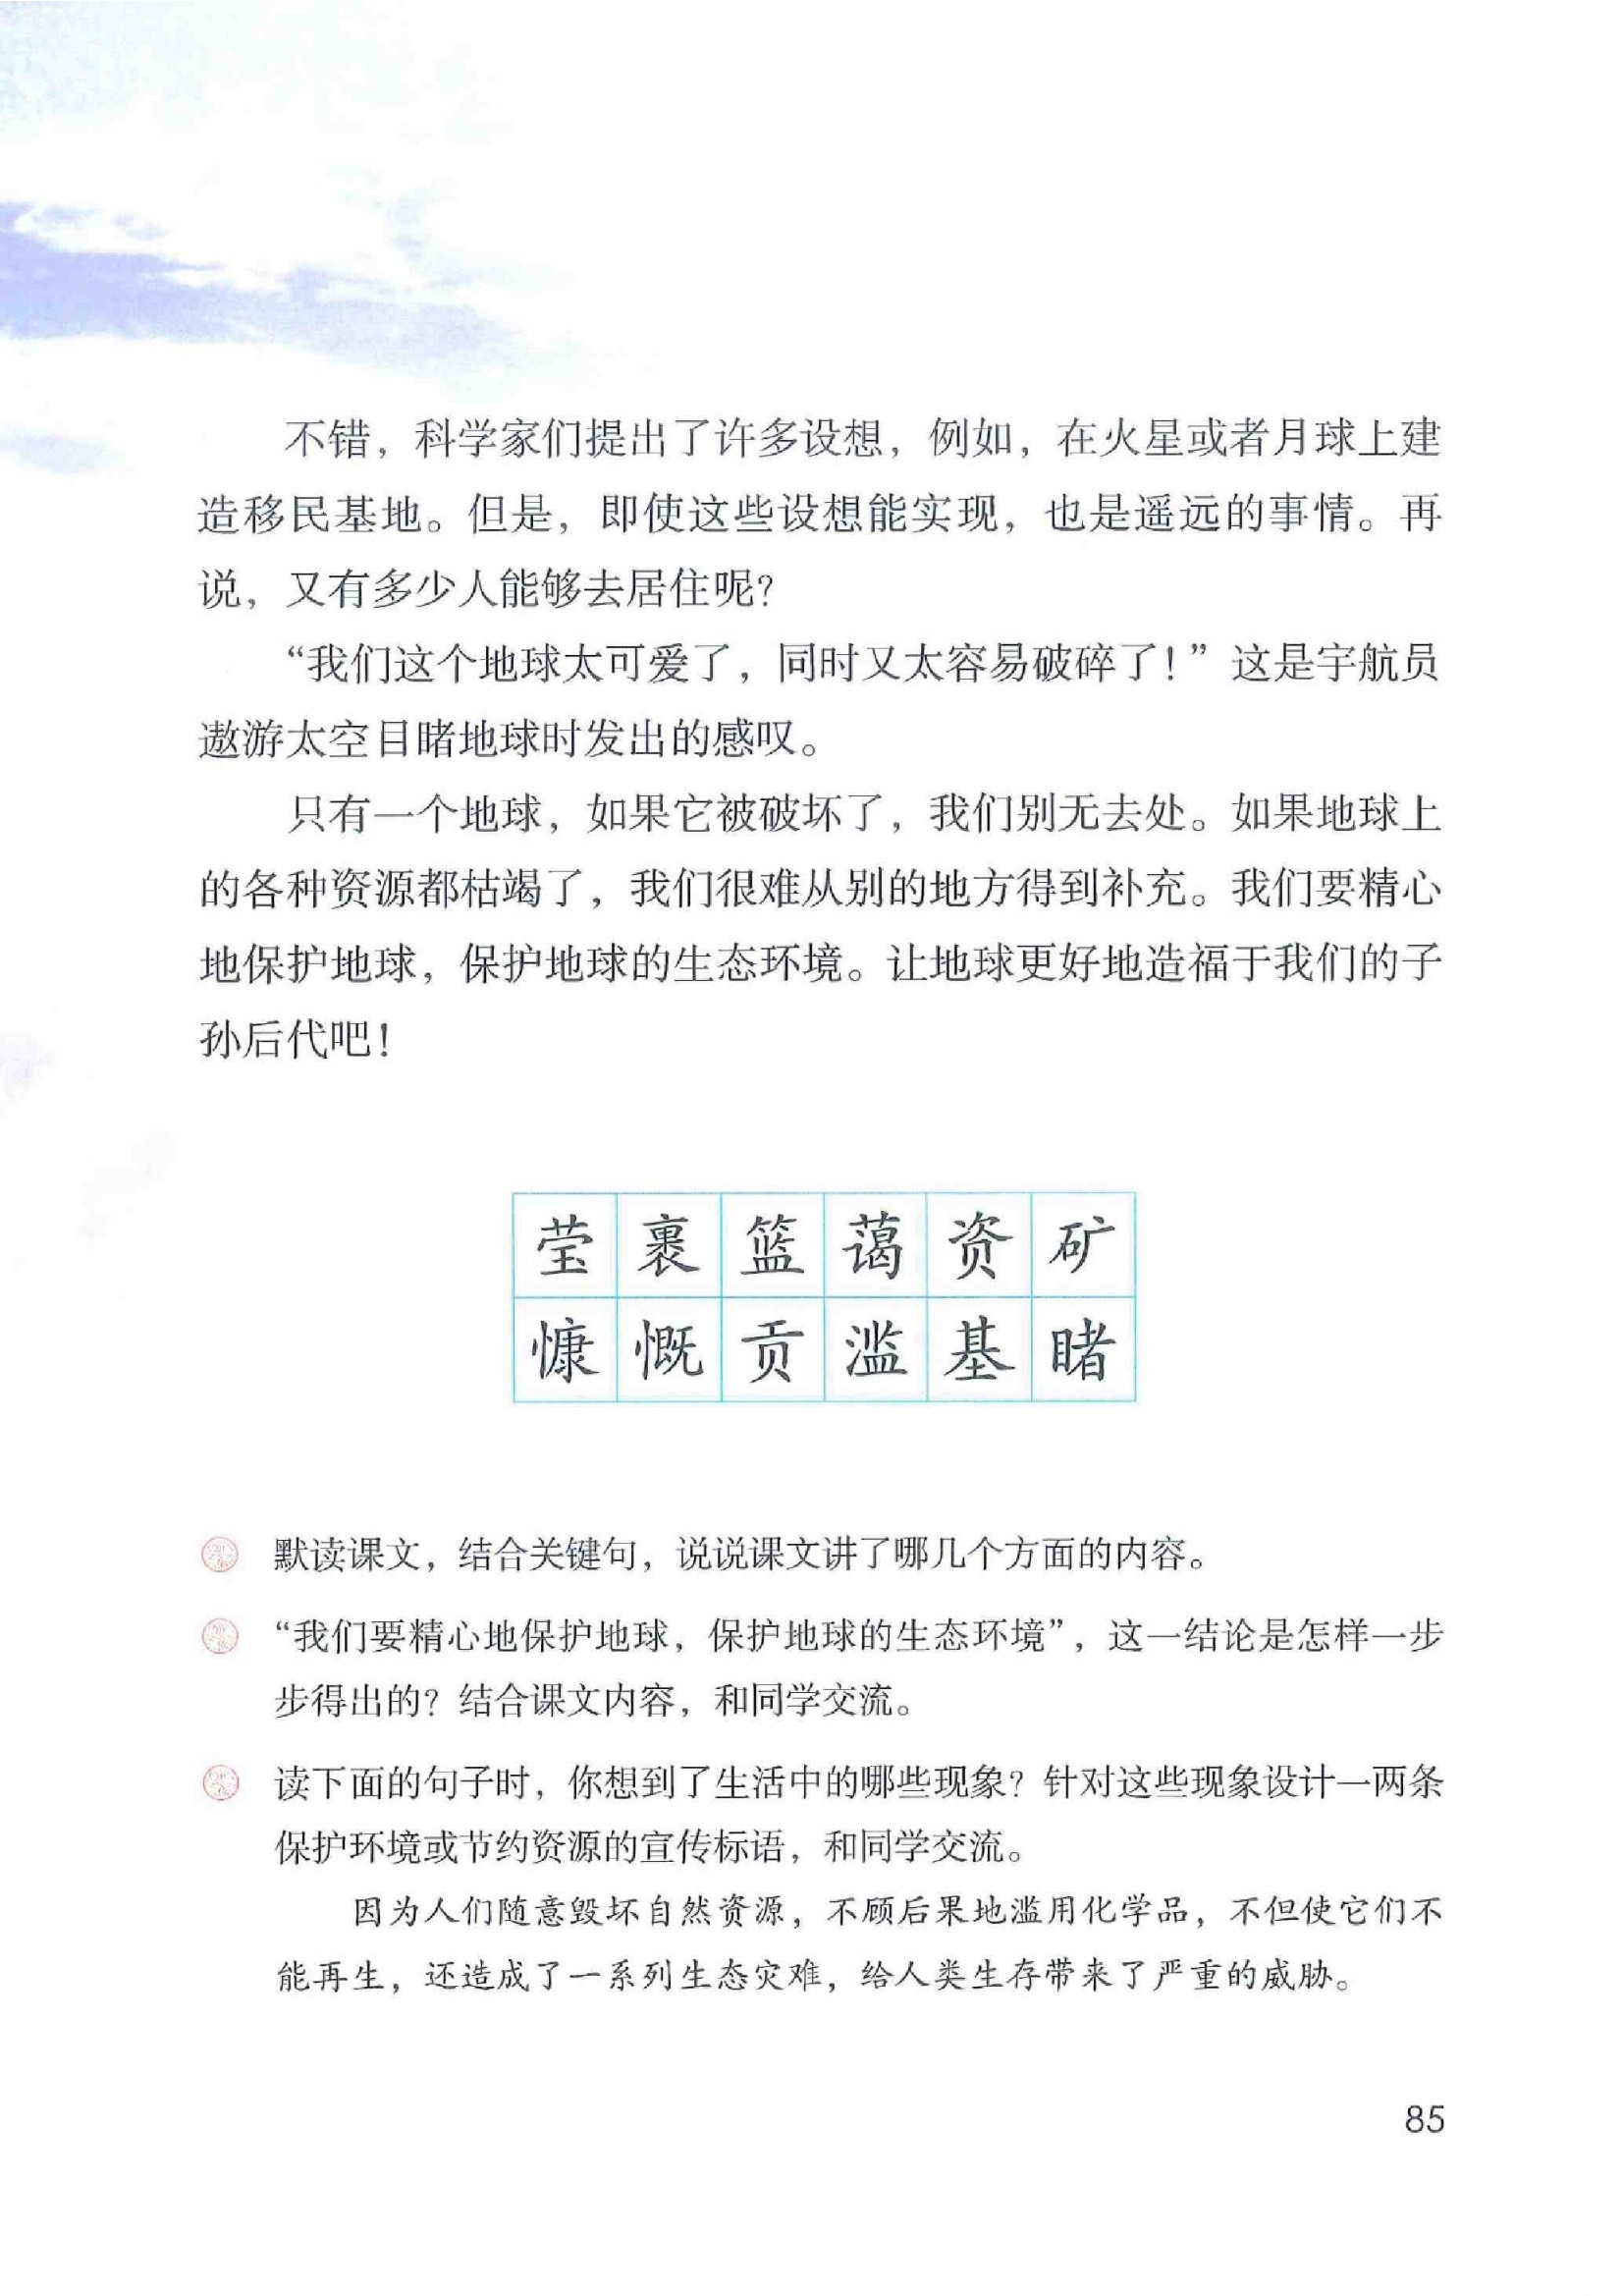 不错，科学家们提出了许多设想，例如，在火星或者月球上建
造移民基地。但是，即使这些设想能实现，也是遥远的事情。再
说，又有多少人能够去居住呢？
“我们这个地球太可爱了，同时又太容易破碎了！”这是宇航员
遨游太空目睹地球时发出的感叹。
只有一个地球，如果它被破坏了，我们别无去处。如果地球上
的各种资源都枯竭了，我们很难从别的地方得到补充。我们要精心
地保护地球，保护地球的生态环境。让地球更好地造福于我们的子
孙后代吧！
莹 裹 篮 蔼 资 矿
慷 慨 贡 滥 基 睹
默读课文，结合关键句，说说课文讲了哪几个方面的内容。
“我们要精心地保护地球，保护地球的生态环境”，这一结论是怎样一步
步得出的？结合课文内容，和同学交流。
读下面的句子时，你想到了生活中的哪些现象？针对这些现象设计一两条
保护环境或节约资源的宣传标语，和同学交流。
因为人们随意毁坏自然资源，不顾后果地滥用化学品，不但使它们不
能再生，还造成了一系列生态灾难，给人类生存带来了严重的威胁。
85